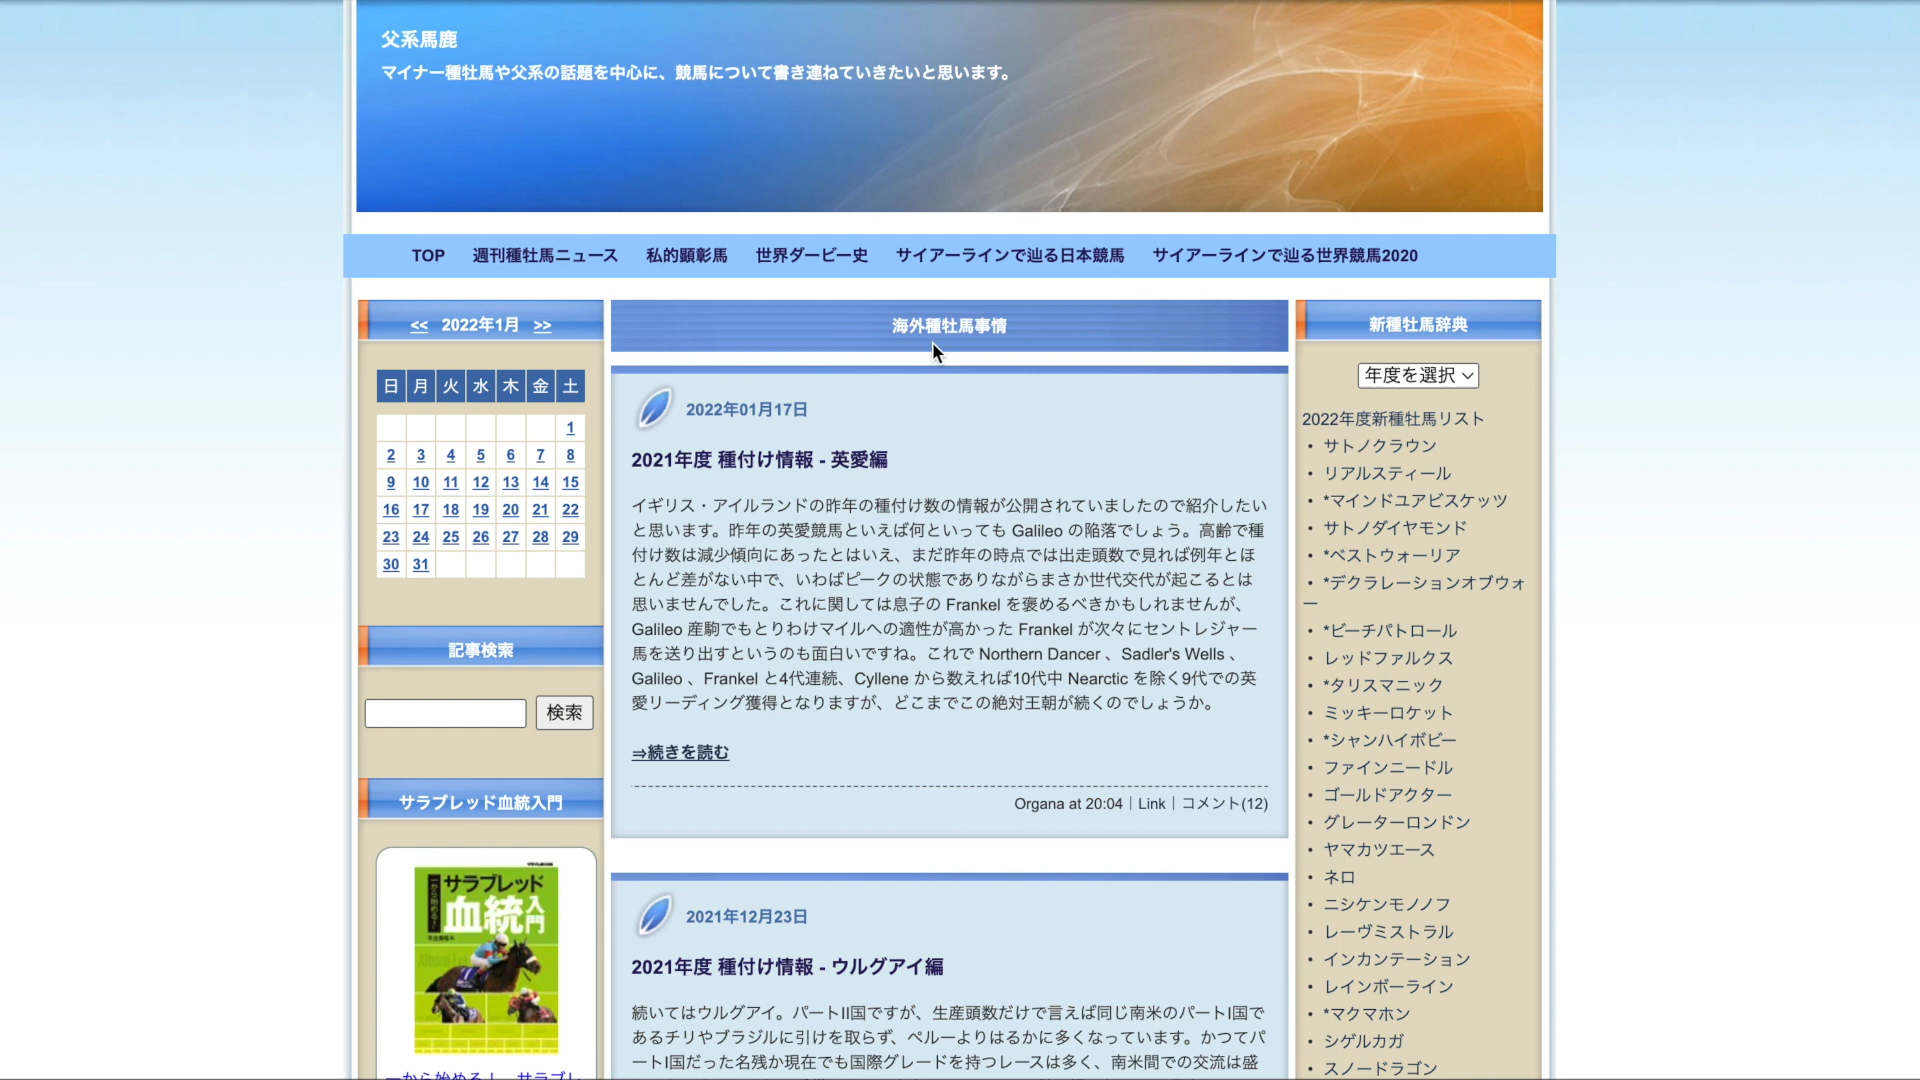 父系馬鹿
マイナー種牡馬や父系の話題を中心に、競馬について書き連ねていきたいと思います。
TOP 週刊種牡馬ニュース 私的顕彰馬 世界ダービー史 サイアーラインで辿る日本競馬 サイアーラインで辿る世界競馬2020
<< 2022年1月 >>
日 月 火 水 木 金 土
1
2 3 4 5 6 7 8
9 10 11 12 13 14 15
16 17 18 19 20 21 22
23 24 25 26 27 28 29
30 31
記事検索
検索
サラブレッド血統入門
一から始める!
サラブレッド
血統入門
一から始める! サラブレ
海外種牡馬事情
2022年01月17日
2021年度 種付け情報 - 英愛編
イギリス・アイルランドの昨年の種付け数の情報が公開されていましたので紹介したい
と思います。昨年の英愛競馬といえば何といっても Galileo の陥落でしょう。高齢で種
付け数は減少傾向にあったとはいえ、まだ昨年の時点では出走頭数で見れば例年とほ
とんど差がない中で、いわばピークの状態でありながらまさか世代交代が起こるとは
思いませんでした。これに関しては息子の Frankel を褒めるべきかもしれませんが、
Galileo 産駒でもとりわけマイルへの適性が高かった Frankel が次々にセントレジャー
馬を送り出すというのも面白いですね。これで Northern Dancer 、Sadler's Wells 、
Galileo 、Frankel と4代連続、Cyllene から数えれば10代中 Nearctic を除く9代での英
愛リーディング獲得となりますが、どこまでこの絶対王朝が続くのでしょうか。
⇒続きを読む
Organa at 20:04｜Link｜コメント(12)
2021年12月23日
2021年度 種付け情報 - ウルグアイ編
続いてはウルグアイ。パートII国ですが、生産頭数だけで言えば同じ南米のパートI国で
あるチリやブラジルに引けを取らず、ペルーよりはるかに多くなっています。かつてパ
ートI国だった名残か現在でも国際グレードを持つレースは多く、南米間での交流は盛
新種牡馬辞典
年度を選択
2022年度新種牡馬リスト
・ サトノクラウン
・ リアルスティール
・ *マインドユアビスケッツ
・ サトノダイヤモンド
・ *ベストウォーリア
・ *デクラレーションオブウォ
ー
・ *ビーチパトロール
・ レッドファルクス
・ *タリスマニック
・ ミッキーロケット
・ *シャンハイボビー
・ ファインニードル
・ ゴールドアクター
・ グレーターロンドン
・ ヤマカツエース
・ ネロ
・ ニシケンモノノフ
・ レーヴミストラル
・ インカンテーション
・ レインボーライン
・ *マクマホン
・ シゲルカガ
・ スノードラゴン